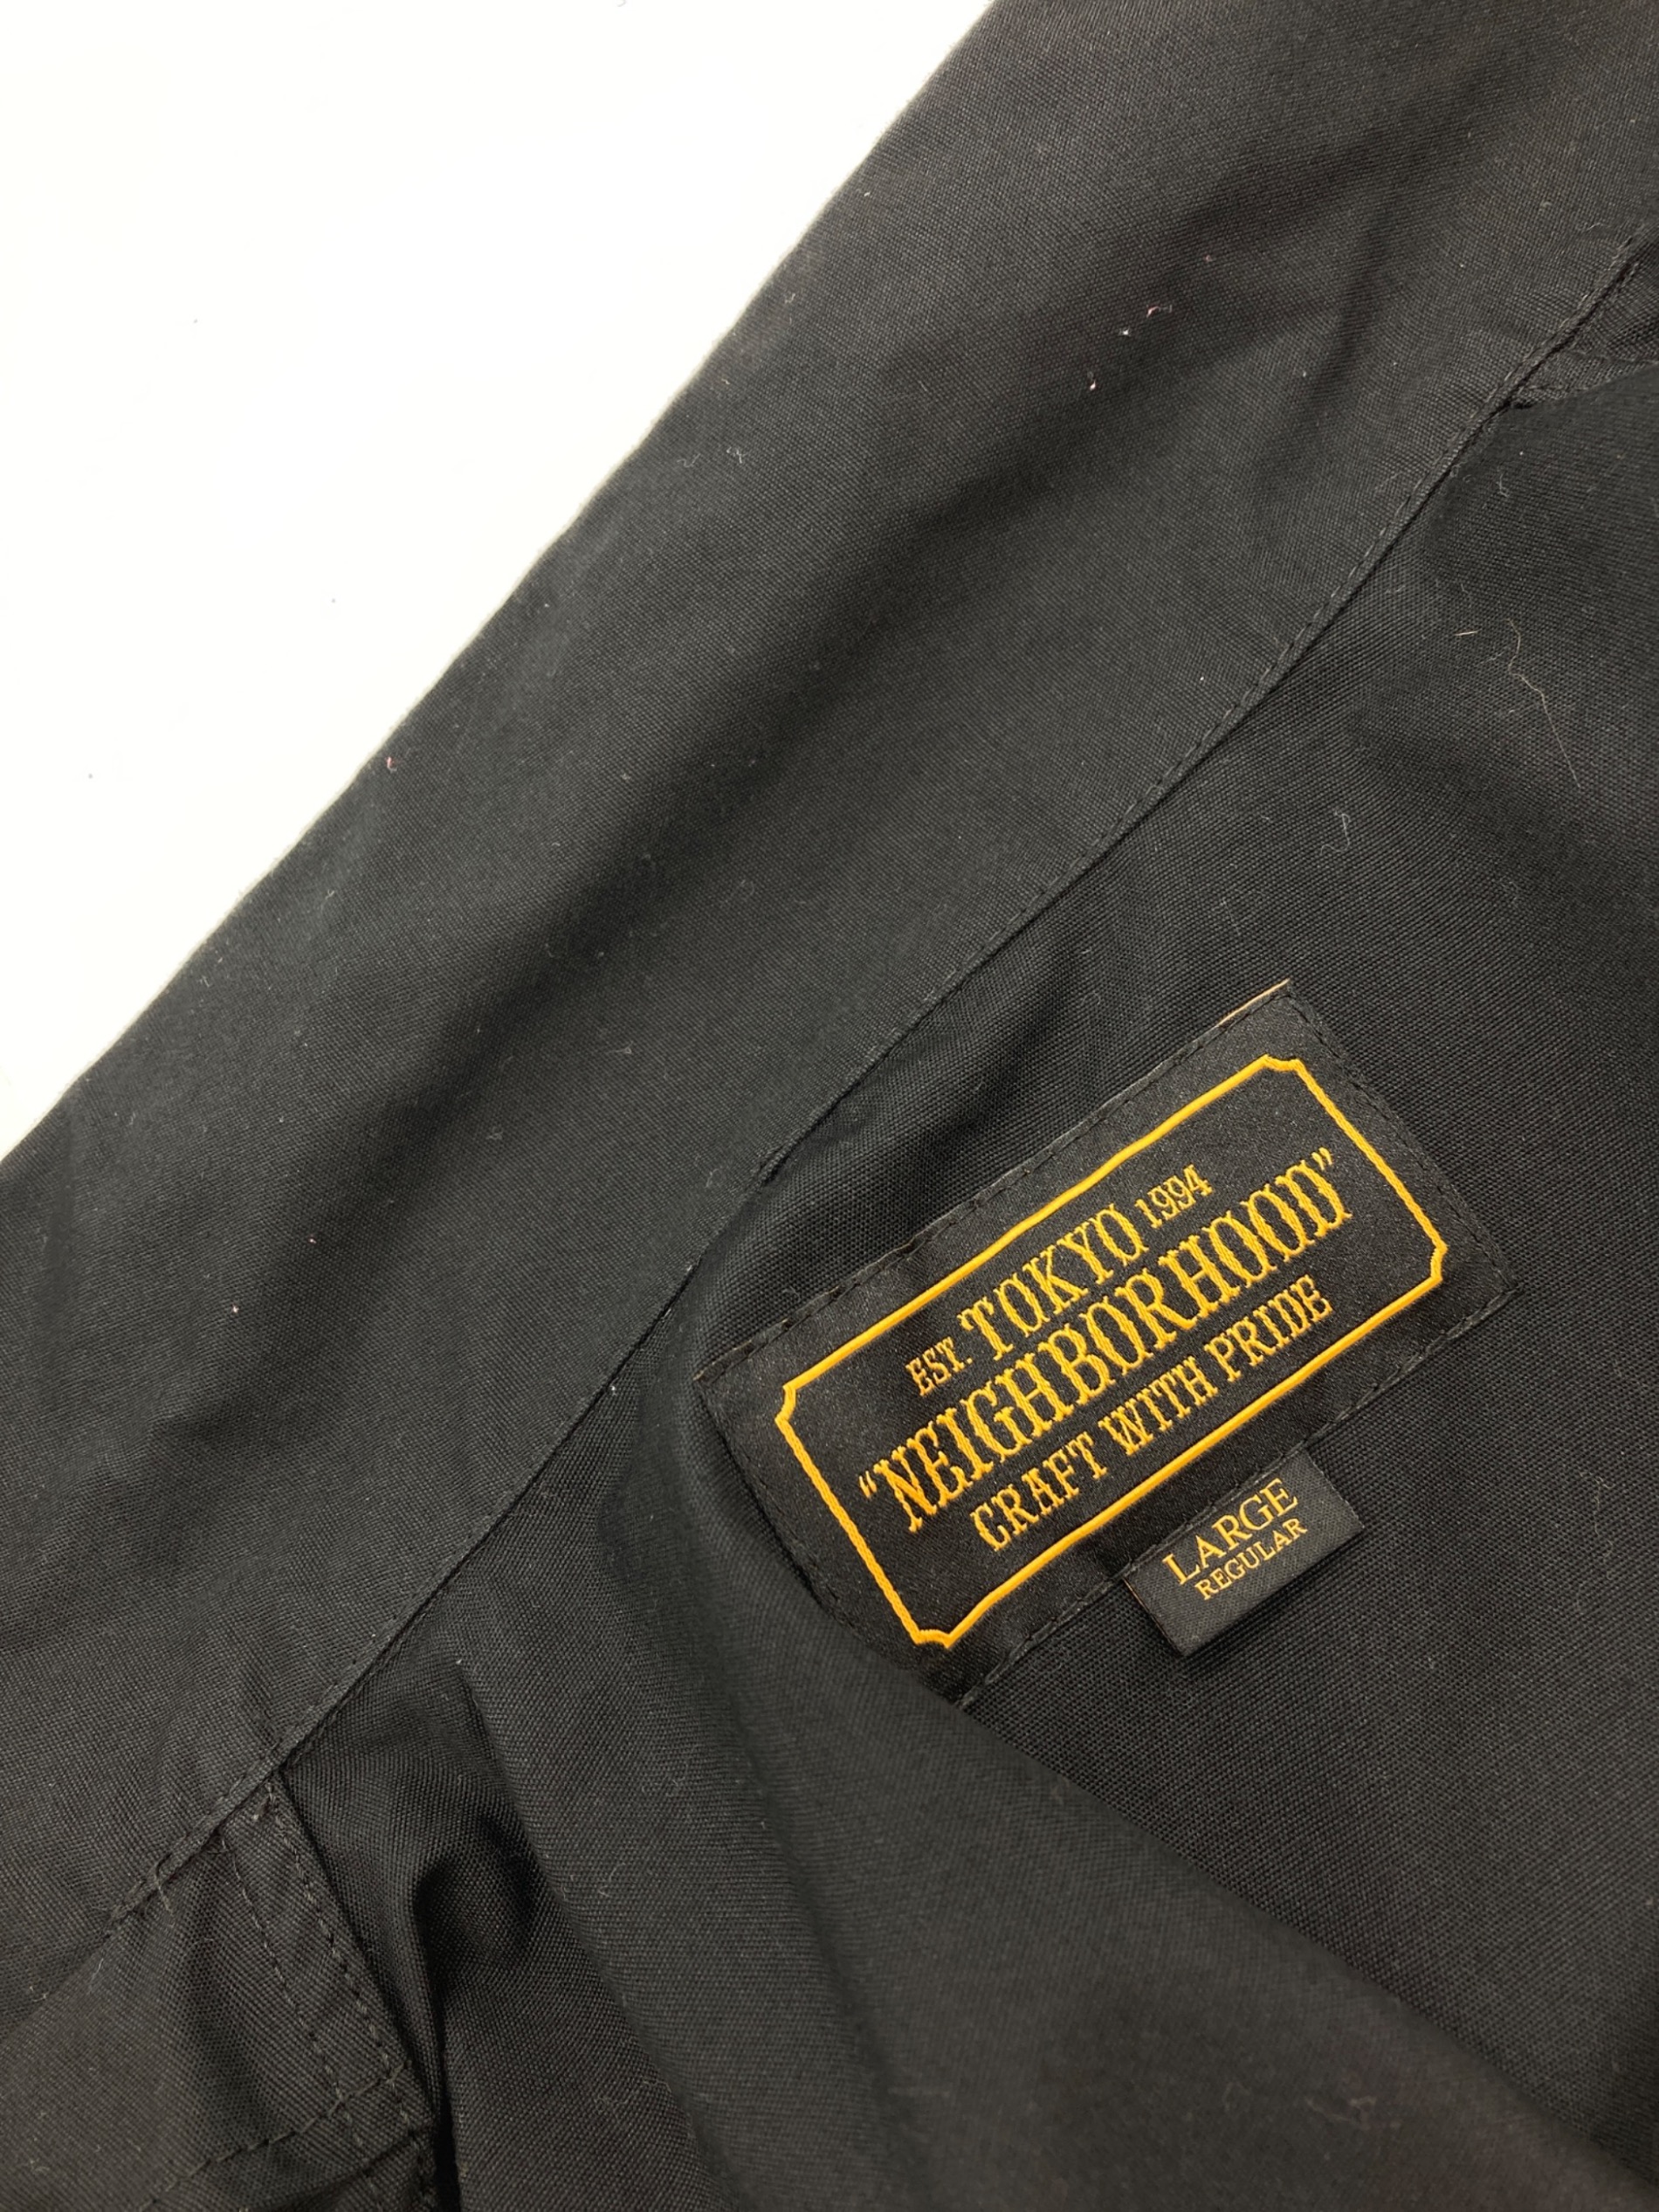 EST. TOKYO 1994
"NEIGHBORHOOD"
CRAFT WITH PRIDE
LARGE
REGULAR